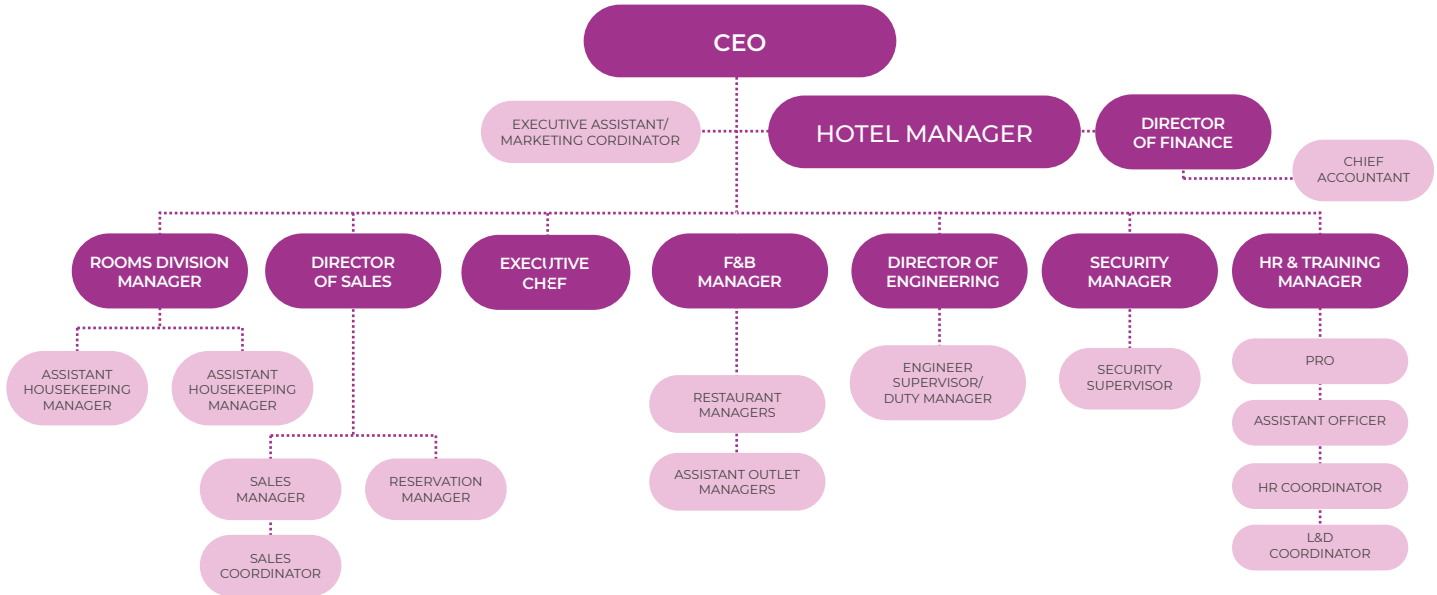 CEO
EXECUTIVE ASSISTANT/
MARKETING CORDINATOR
HOTEL MANAGER
DIRECTOR
OF FINANCE
CHIEF
ACCOUNTANT
ROOMS DIVISION
MANAGER
DIRECTOR
OF SALES
EXECUTIVE
CHEF
F&B
MANAGER
DIRECTOR OF
ENGINEERING
SECURITY
MANAGER
HR & TRAINING
MANAGER
ASSISTANT
HOUSEKEEPING
MANAGER
ASSISTANT
HOUSEKEEPING
MANAGER
SALES
MANAGER
RESERVATION
MANAGER
SALES
COORDINATOR
RESTAURANT
MANAGERS
ASSISTANT OUTLET
MANAGERS
ENGINEER
SUPERVISOR/
DUTY MANAGER
SECURITY
SUPERVISOR
PRO
ASSISTANT OFFICER
HR COORDINATOR
L&D
COORDINATOR